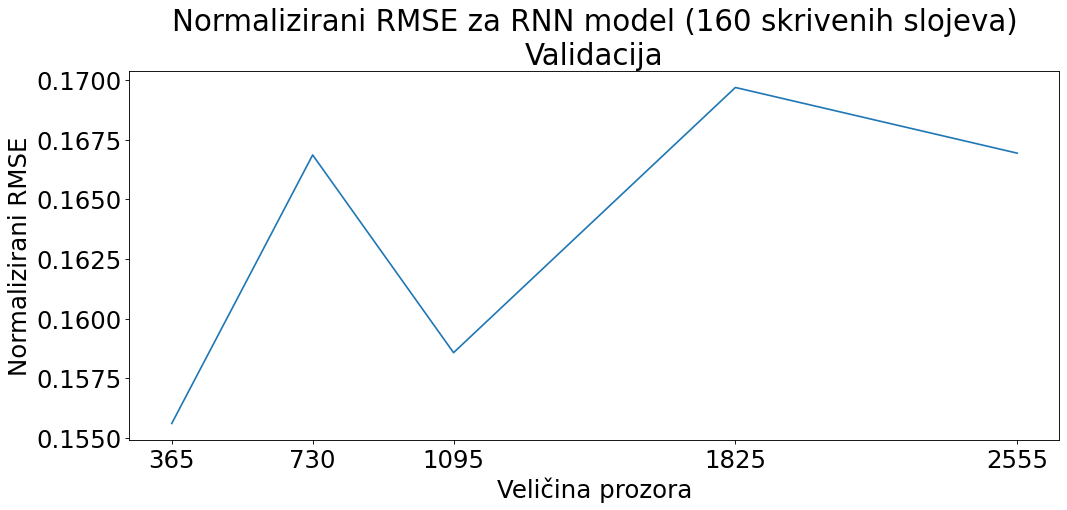 Normalizirani RMSE za RNN model (160 skrivenih slojeva)
Validacija
Normalizirani RMSE
0.1700
0.1675
0.1650
0.1625
0.1600
0.1575
0.1550
365 730 1095 1825 2555
Veličina prozora